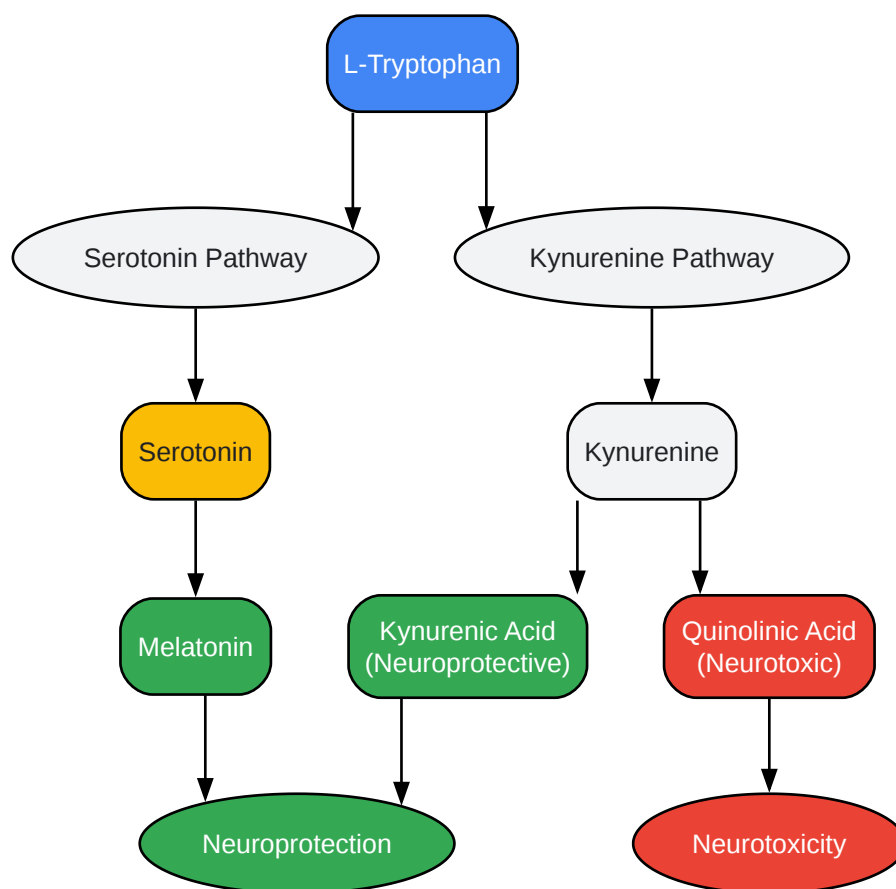 L-Tryptophan
Serotonin Pathway
Kynurenine Pathway
Serotonin
Kynurenine
Melatonin
Kynurenic Acid
(Neuroprotective)
Quinolinic Acid
(Neurotoxic)
Neuroprotection
Neurotoxicity